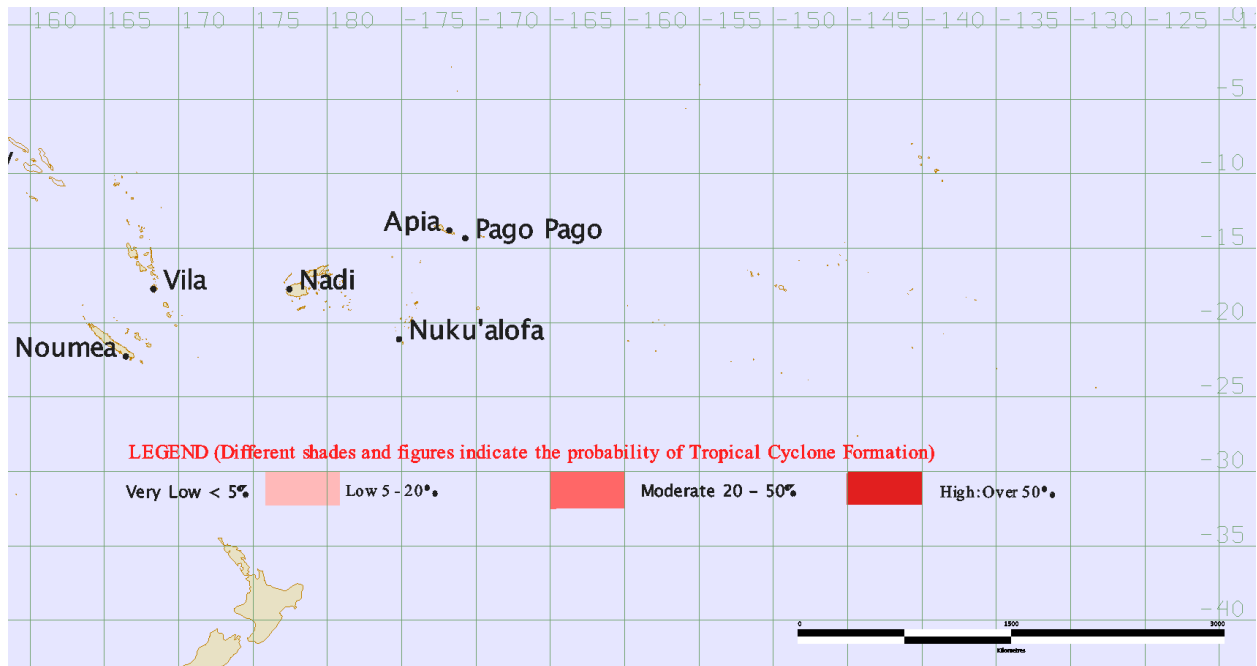 160 170 175 180 -175 -170 -165 -160 -155 -150 -145 -140 -130 -125 0
-5
-10
Apia
Pago Pago
-15
Vila
Nadi
-20
Nuku'alofa
Noumea
-25
LEGEND (Different shades and figures indicate the probability of Tropical Cyclone Formation)
-30
Very Low < 5%
Low 5 - 20%
Moderate 20 - 50%
High: Over 50%
-35
-40
0 1500 3000
Kilometres